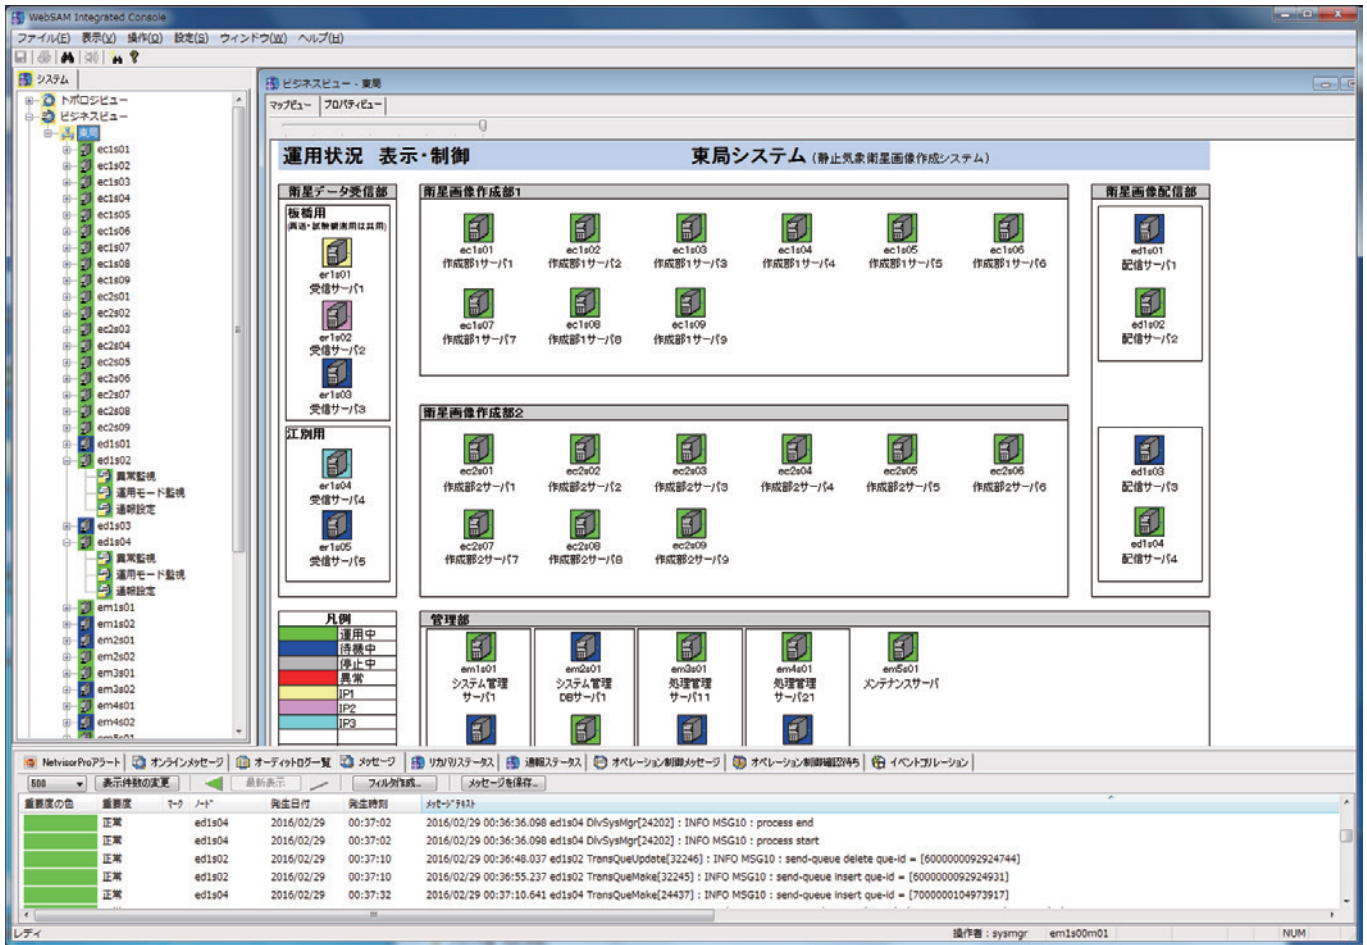 WebSAM Integrated Console
ファイル(F) 表示(V) 操作(O) 設定(S) ウィンドウ(W) ヘルプ(H)
システム
トポロジビュー
ビジネスビュー
東局
ec1s01
ec1s02
ec1s03
ec1s04
ec1s05
ec1s06
ec1s07
ec1s08
ec1s09
ec2s01
ec2s02
ec2s03
ec2s04
ec2s05
ec2s06
ec2s07
ec2s08
ec2s09
ed1s01
ed1s02
異常監視
運用モード監視
通報設定
ed1s03
ed1s04
異常監視
運用モード監視
通報設定
em1s01
em1s02
em2s01
em2s02
em3s01
em3s02
em4s01
em4s02
em5s01
ビジネスビュー - 東局
マップビュー プロパティビュー
運用状況 表示・制御 東局システム (静止気象衛星画像作成システム)
衛星データ受信部
板橋用
(再送・試験観測用は共用)
er1s01
受信サーバ1
er1s02
受信サーバ2
er1s03
受信サーバ3
江別用
er1s04
受信サーバ4
er1s05
受信サーバ5
衛星画像作成部1
ec1s01 ec1s02 ec1s03 ec1s04 ec1s05 ec1s06
作成部1サーバ1 作成部1サーバ2 作成部1サーバ3 作成部1サーバ4 作成部1サーバ5 作成部1サーバ6
ec1s07 ec1s08 ec1s09
作成部1サーバ7 作成部1サーバ8 作成部1サーバ9
衛星画像作成部2
ec2s01 ec2s02 ec2s03 ec2s04 ec2s05 ec2s06
作成部2サーバ1 作成部2サーバ2 作成部2サーバ3 作成部2サーバ4 作成部2サーバ5 作成部2サーバ6
ec2s07 ec2s08 ec2s09
作成部2サーバ7 作成部2サーバ8 作成部2サーバ9
衛星画像配信部
ed1s01
配信サーバ1
ed1s02
配信サーバ2
ed1s03
配信サーバ3
ed1s04
配信サーバ4
凡例
運用中
待機中
停止中
異常
IP1
IP2
IP3
管理部
em1s01 em2s01 em3s01 em4s01 em5s01
システム管理 システム管理 処理管理 処理管理 メンテナンスサーバ
サーバ1 DBサーバ1 サーバ11 サーバ21
NetvisorProアラート オンラインメッセージ オーディットログ一覧 メッセージ リカバリステータス 通報ステータス オペレーション制御メッセージ オペレーション制御確認待ち イベントコリレーション
500 表示件数の変更 最新表示 フィルタ作成... メッセージを保存...
重要度の色 重要度 マーク ノード 発生日付 発生時刻 メッセージテキスト
正常 ed1s04 2016/02/29 00:37:02 2016/02/29 00:36:36.098 ed1s04 DlvSysMgr[24202] : INFO MSG10 : process end
正常 ed1s04 2016/02/29 00:37:02 2016/02/29 00:36:36.098 ed1s04 DlvSysMgr[24202] : INFO MSG10 : process start
正常 ed1s02 2016/02/29 00:37:10 2016/02/29 00:36:48.037 ed1s02 TransQueUpdate[32246] : INFO MSG10 : send-queue delete que-id = [6000000092924744]
正常 ed1s02 2016/02/29 00:37:10 2016/02/29 00:36:55.237 ed1s02 TransQueMake[32245] : INFO MSG10 : send-queue insert que-id = [6000000092924931]
正常 ed1s04 2016/02/29 00:37:32 2016/02/29 00:37:10.641 ed1s04 TransQueMake[24437] : INFO MSG10 : send-queue insert que-id = [7000000104973917]
レディ 操作者 : sysmgr em1s00m01 NUM